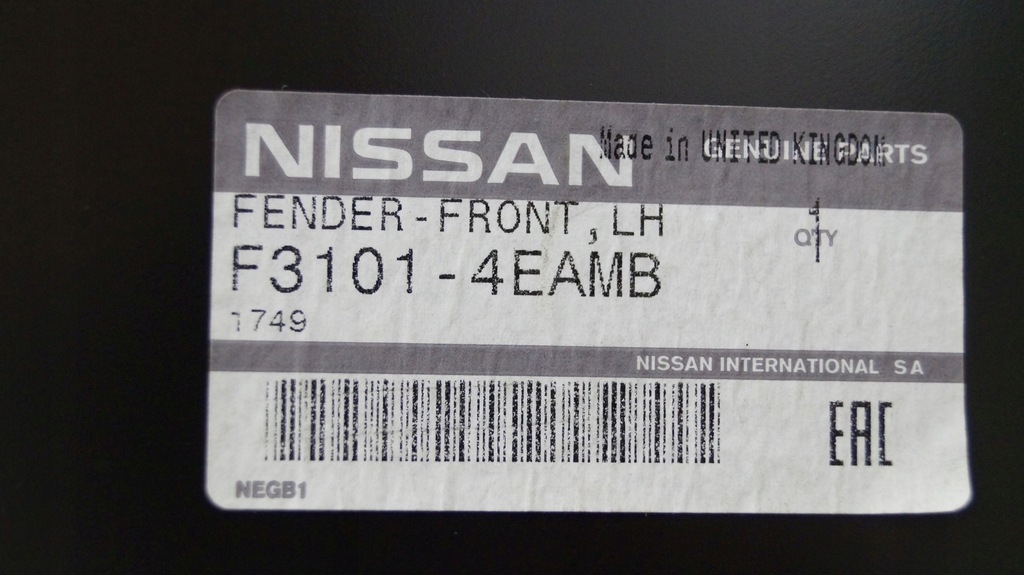 NISSAN GENUINE PARTS
Made in UNITED KINGDOM
FENDER-FRONT,LH
1
QTY
F3101-4EAMB
1749
NISSAN INTERNATIONAL SA
EAC
NEGB1